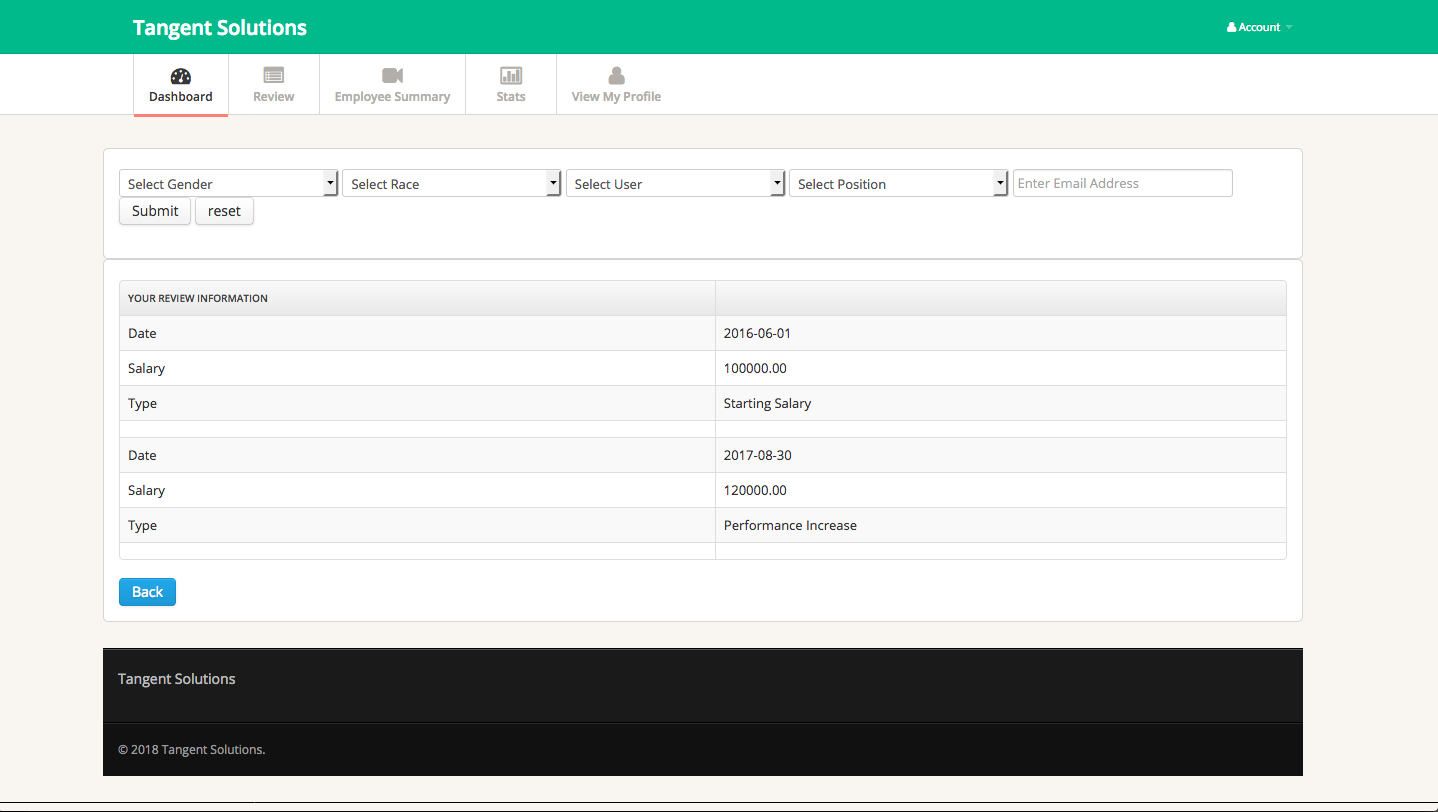 Tangent Solutions
Account
Dashboard Review Employee Summary Stats View My Profile
Select Gender Select Race Select User Select Position Enter Email Address
Submit reset
YOUR REVIEW INFORMATION
Date 2016-06-01
Salary 100000.00
Type Starting Salary
Date 2017-08-30
Salary 120000.00
Type Performance Increase
Back
Tangent Solutions
© 2018 Tangent Solutions.